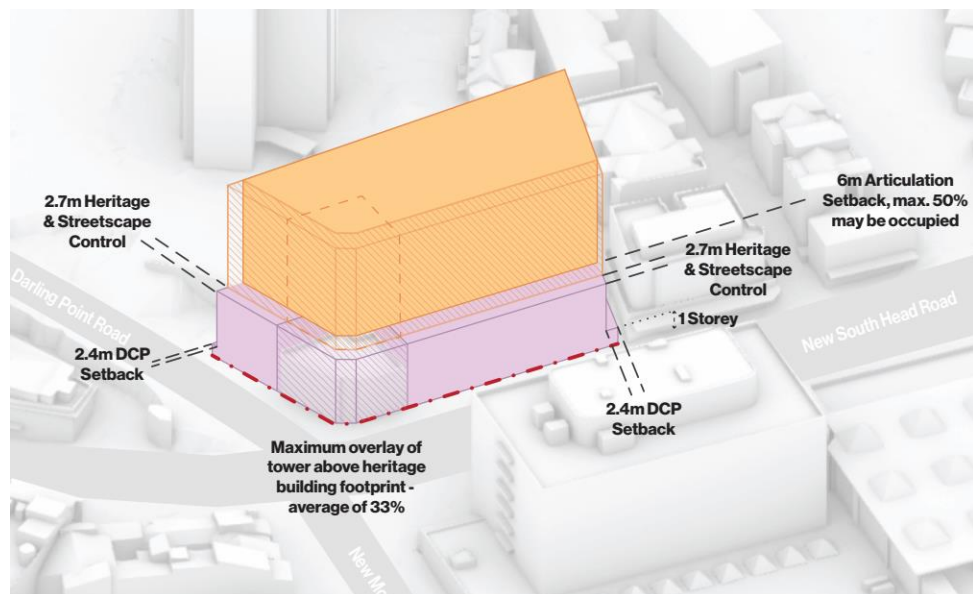 2.7m Heritage
& Streetscape
Control
Darling Point Road
2.4m DCP
Setback
Maximum overlay of
tower above heritage
building footprint -
average of 33%
6m Articulation
Setback, max. 50%
may be occupied
2.7m Heritage
& Streetscape
Control
1 Storey
New South Head Road
2.4m DCP
Setback
New